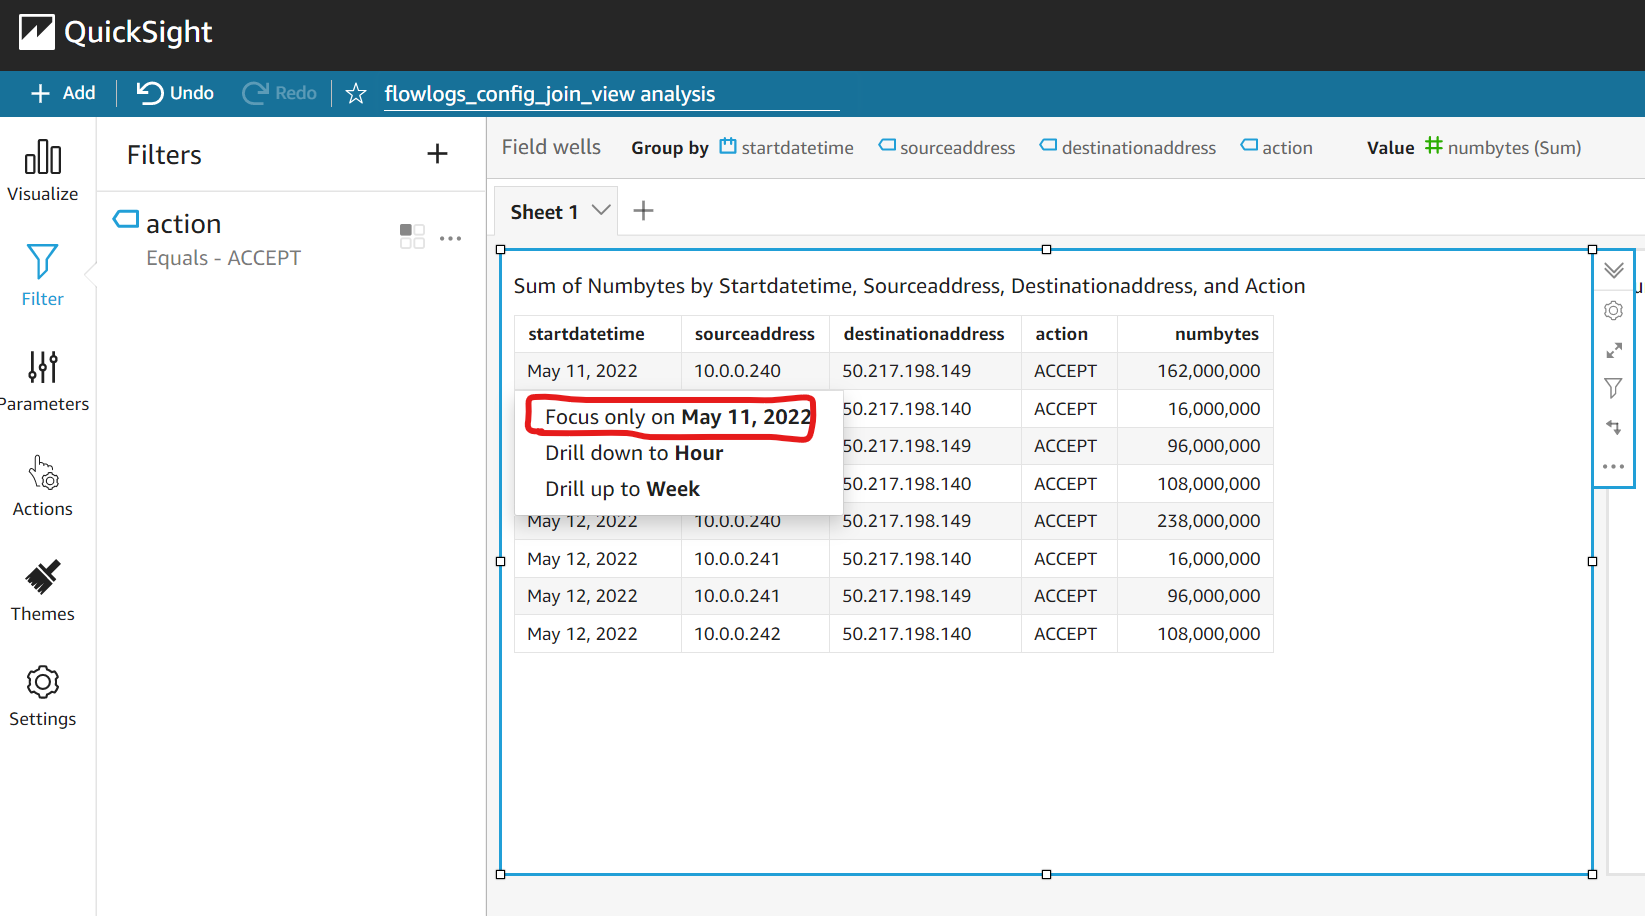 QuickSight
Add Undo Redo flowlogs_config_join_view analysis
Visualize
Filter
Parameters
Actions
Themes
Settings
Filters
action
Equals - ACCEPT
Field wells Group by startdatetime sourceaddress destinationaddress action Value numbytes (Sum)
Sheet 1
Sum of Numbytes by Startdatetime, Sourceaddress, Destinationaddress, and Action
startdatetime sourceaddress destinationaddress action numbytes
May 11, 2022 10.0.0.240 50.217.198.149 ACCEPT 162,000,000
50.217.198.140 ACCEPT 16,000,000
50.217.198.149 ACCEPT 96,000,000
50.217.198.140 ACCEPT 108,000,000
May 12, 2022 10.0.0.240 50.217.198.149 ACCEPT 238,000,000
May 12, 2022 10.0.0.241 50.217.198.140 ACCEPT 16,000,000
May 12, 2022 10.0.0.241 50.217.198.149 ACCEPT 96,000,000
May 12, 2022 10.0.0.242 50.217.198.140 ACCEPT 108,000,000
Focus only on May 11, 2022
Drill down to Hour
Drill up to Week